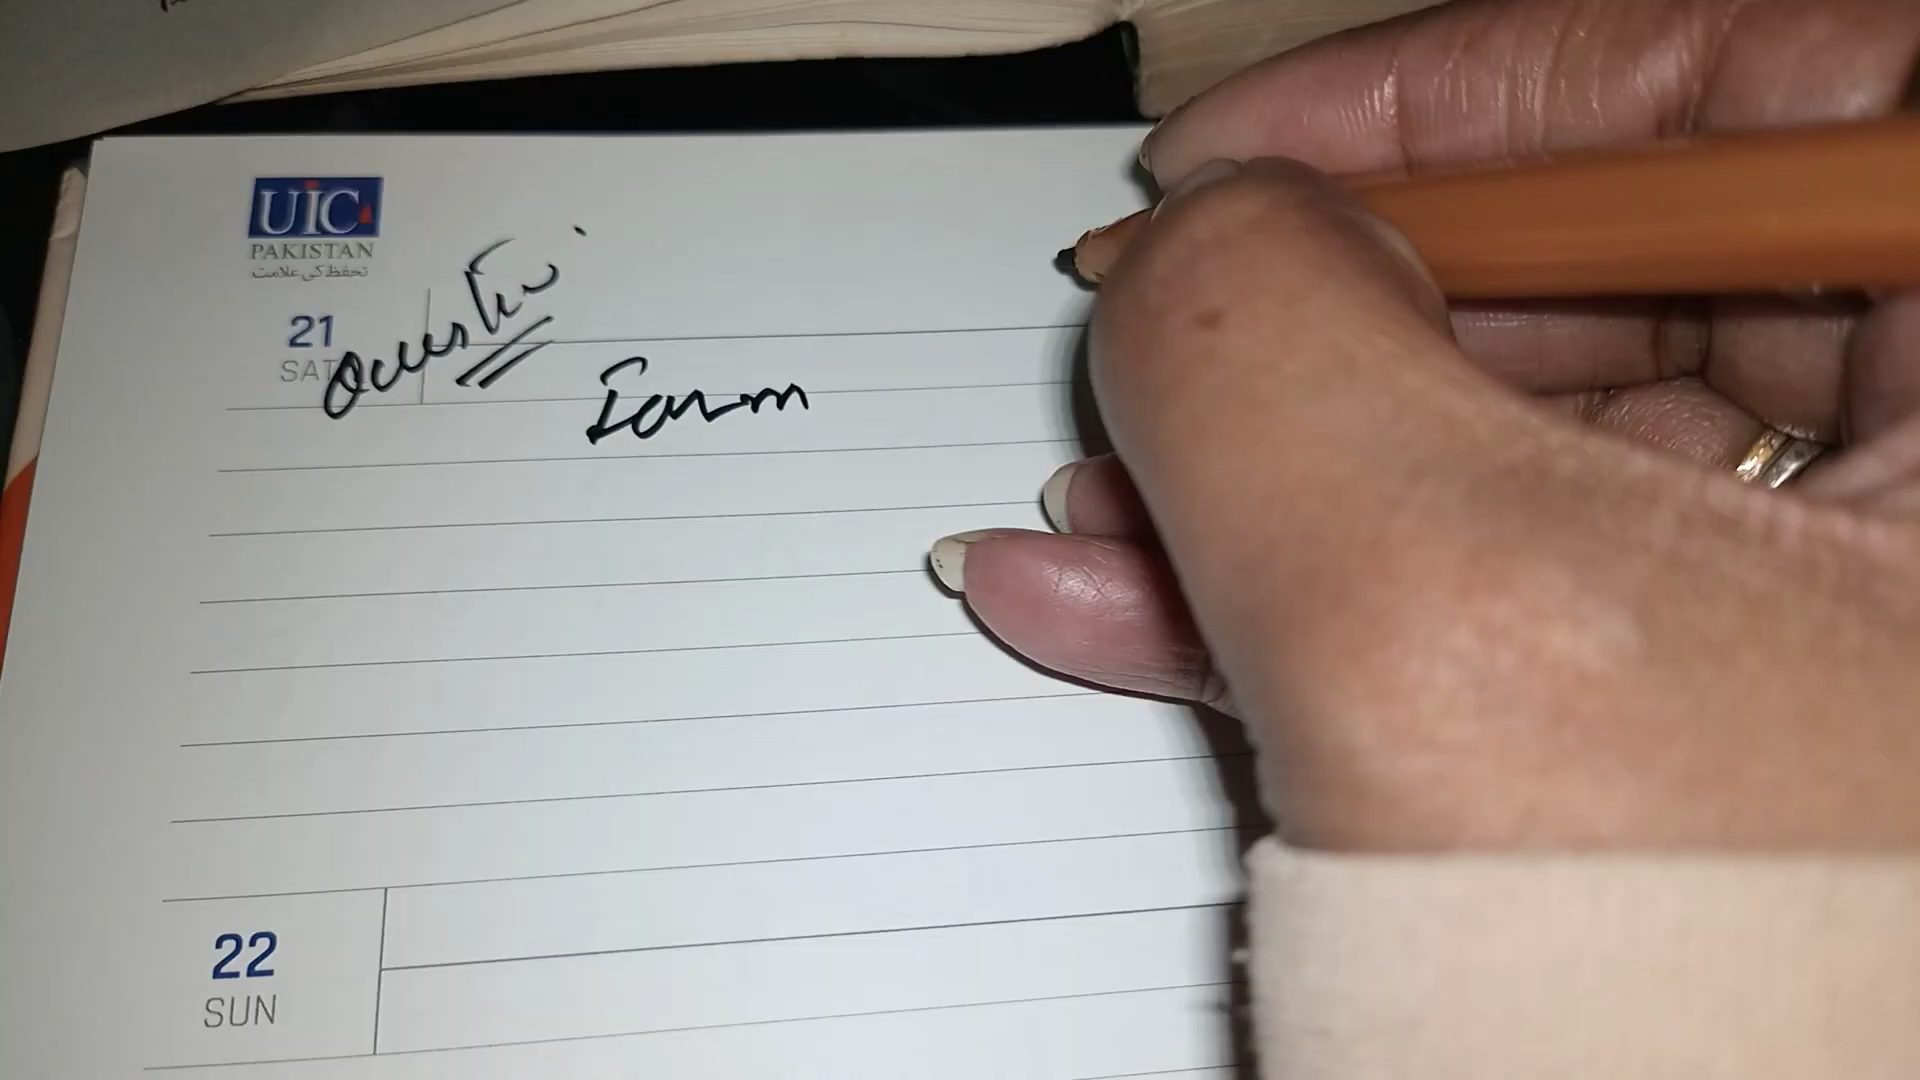 UIC
PAKISTAN
تحفظ کی علامت
21
SAT
Question
Form
22
SUN